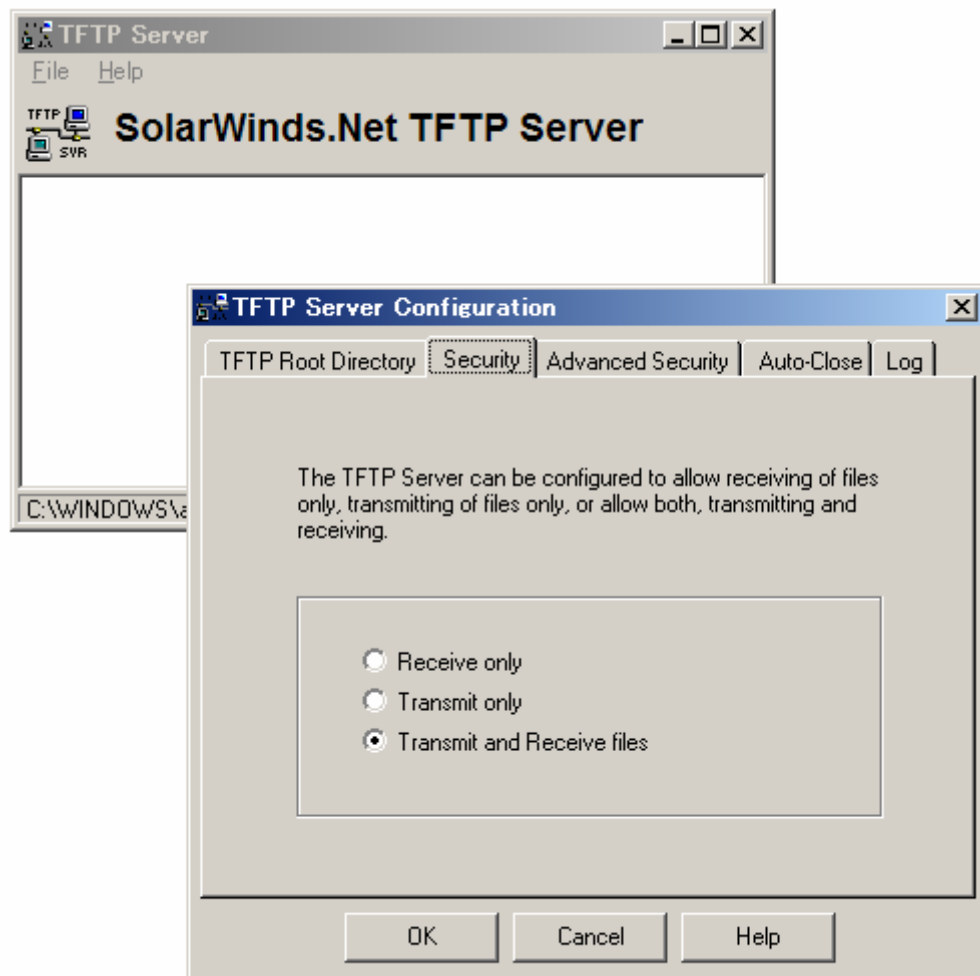 TFTP Server
File Help
TFTP
SVR
SolarWinds.Net TFTP Server
C:\WINDOWS\a
TFTP Server Configuration
TFTP Root Directory Security Advanced Security Auto-Close Log
The TFTP Server can be configured to allow receiving of files
only, transmitting of files only, or allow both, transmitting and
receiving.
Receive only
Transmit only
Transmit and Receive files
OK Cancel Help